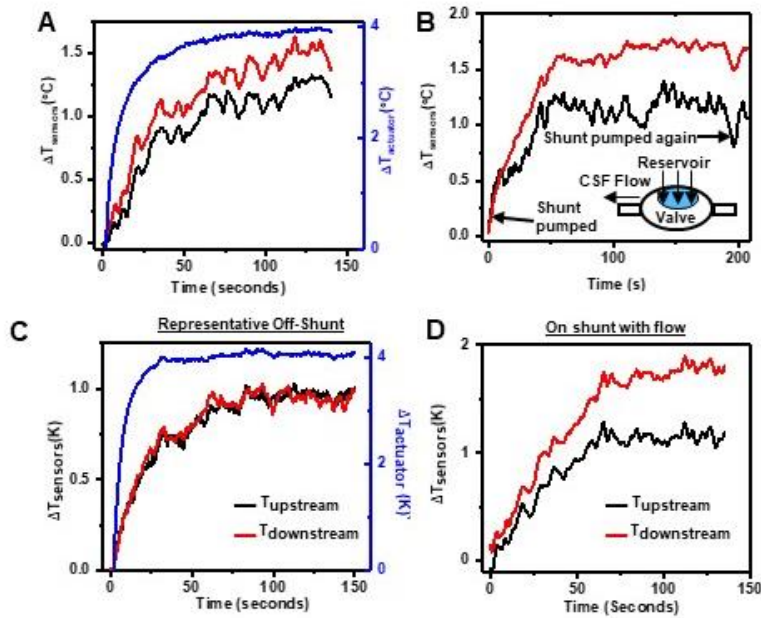 A
ΔTsensors(°C)
1.5
1.0
0.5
0.0
4
2
0
ΔTactuator(°C)
0 50 100 150
Time (seconds)
B
ΔTsensors(°C)
2.0
1.5
1.0
0.5
2.0
Shunt pumped again
Reservoir
CSF Flow
Valve
Shunt
pumped
0 50 100 150 200
Time (s)
C
Representative Off-Shunt
ΔTsensors(K)
1.0
0.5
0.0
4
2
0
ΔTactuator (K)'
Tupstream
Tdownstream
0 50 100 150
Time (seconds)
D
On shunt with flow
ΔTsensors(K)
2
1
0
Tupstream
Tdownstream
0 50 100 150
Time (Seconds)